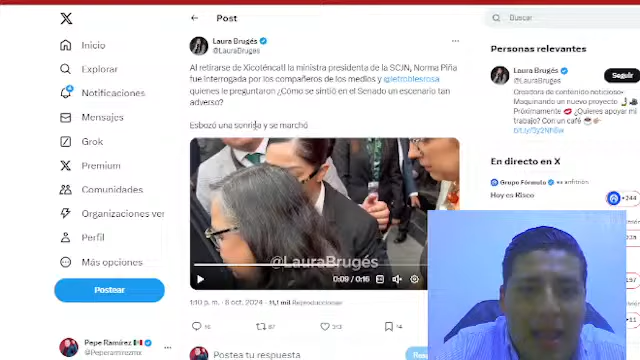 Post
Buscar
Inicio
Explorar
Notificaciones
Mensajes
Grok
Premium
Comunidades
Organizaciones ver
Perfil
Más opciones
Postear
Pepe Ramírez
@Peperamirezmx
Laura Brugés
@LauraBruges
Al retirarse de Xicoténcatl la ministra presidenta de la SCJN, Norma Piña
fue interrogada por los compañeros de los medios y @letroblesrosa
quienes le preguntaron ¿Cómo se sintió en el Senado un escenario tan
adverso?
Esbozó una sonrisa y se marchó
@LauraBrugés
0:09 / 0:16
1:10 p. m. · 8 oct. 2024 · 11,1 mil Reproducciones
16
87
313
14
Postea tu respuesta
Personas relevantes
Laura Brugés
@LauraBruges
Seguir
Creadora de contenido noticioso
Maquinando un nuevo proyecto
Próximamente ¿Quieres apoyar mi
trabajo? Con un café
En directo en X
Grupo Fórmula es anfitrión
Hoy es Risco
+244